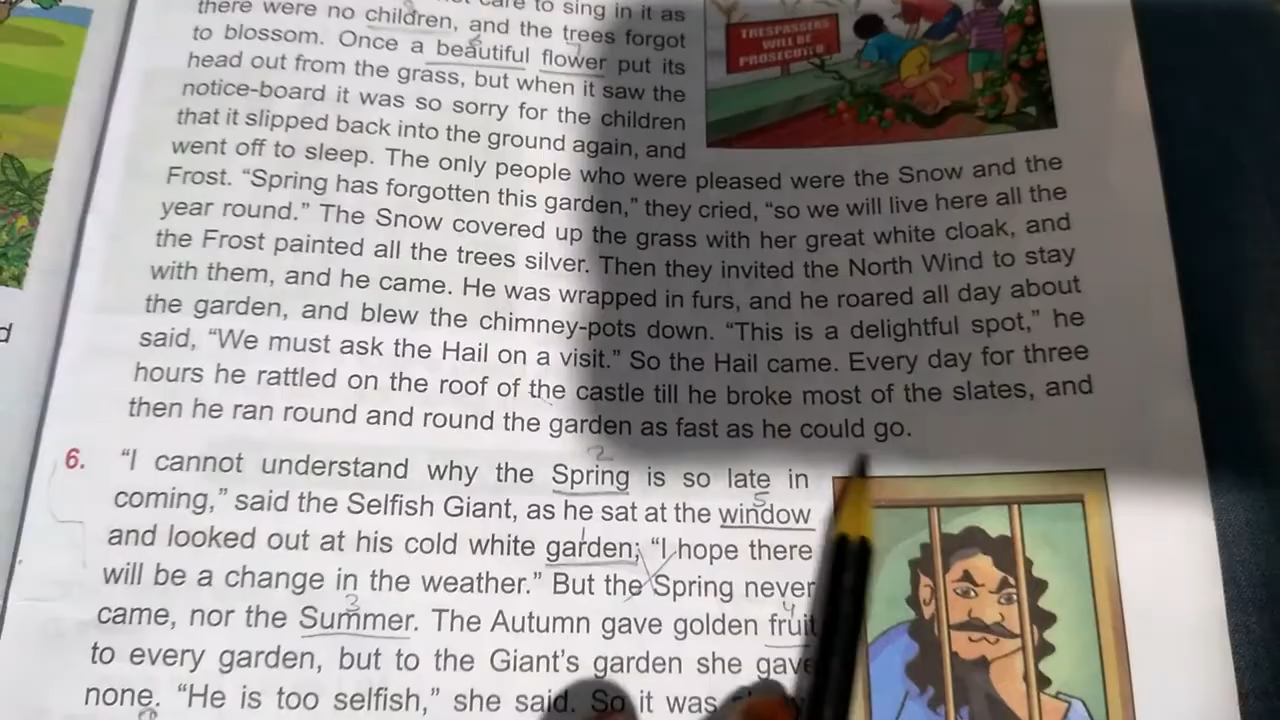 care to sing in it as
there were no children, and the trees forgot
to blossom. Once a beautiful flower put its
head out from the grass, but when it saw the
notice-board it was so sorry for the children
that it slipped back into the ground again, and
went off to sleep. The only people who were pleased were the Snow and the
Frost. “Spring has forgotten this garden,” they cried, “so we will live here all the
year round.” The Snow covered up the grass with her great white cloak, and
the Frost painted all the trees silver. Then they invited the North Wind to stay
with them, and he came. He was wrapped in furs, and he roared all day about
the garden, and blew the chimney-pots down. “This is a delightful spot,” he
said, “We must ask the Hail on a visit.” So the Hail came. Every day for three
hours he rattled on the roof of the castle till he broke most of the slates, and
then he ran round and round the garden as fast as he could go.
TRESPASSERS
WILL BE
PROSECUTED
2
6. “I cannot understand why the Spring is so late in
5
coming,” said the Selfish Giant, as he sat at the window
1
and looked out at his cold white garden; “I hope there
will be a change in the weather.” But the Spring never
3 4
came, nor the Summer. The Autumn gave golden fruit
to every garden, but to the Giant’s garden she gave
none. “He is too selfish,” she said. So it was